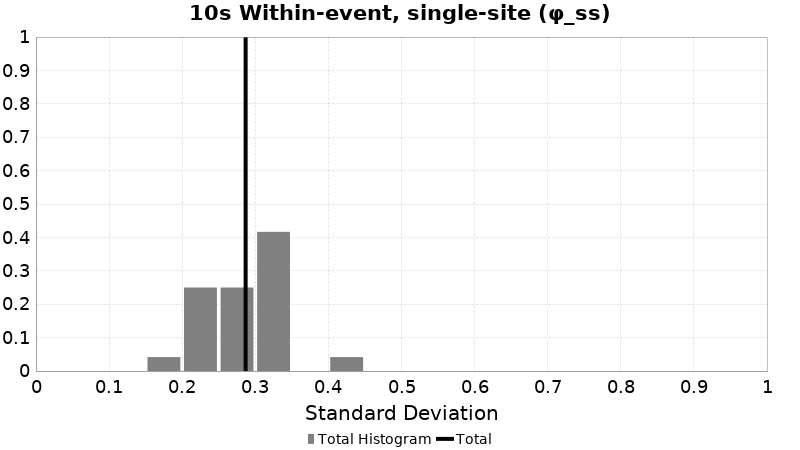 10s Within-event, single-site (φ_ss)
1
0.9
0.8
0.7
0.6
0.5
0.4
0.3
0.2
0.1
0
0 0.1 0.2 0.3 0.4 0.5 0.6 0.7 0.8 0.9 1
Standard Deviation
Total Histogram Total